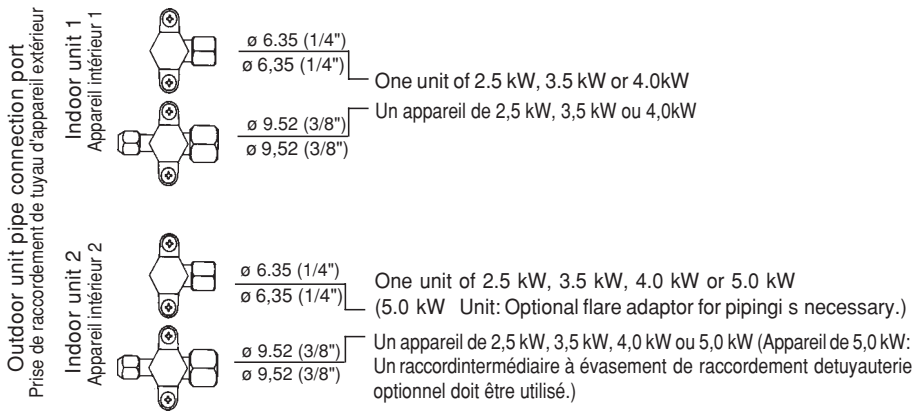 Outdoor unit pipe connection port
Prise de raccordement de tuyau d'appareil extérieur
Indoor unit 1
Appareil intérieur 1
ø 6.35 (1/4")
ø 6,35 (1/4")
One unit of 2.5 kW, 3.5 kW or 4.0kW
Un appareil de 2,5 kW, 3,5 kW ou 4,0kW
ø 9.52 (3/8")
ø 9,52 (3/8")
Indoor unit 2
Appareil intérieur 2
ø 6.35 (1/4")
ø 6,35 (1/4")
One unit of 2.5 kW, 3.5 kW, 4.0 kW or 5.0 kW
(5.0 kW Unit: Optional flare adaptor for pipingi s necessary.)
ø 9.52 (3/8")
ø 9,52 (3/8")
Un appareil de 2,5 kW, 3,5 kW, 4,0 kW ou 5,0 kW (Appareil de 5,0 kW:
Un raccordintermédiaire à évasement de raccordement detuyauterie
optionnel doit être utilisé.)